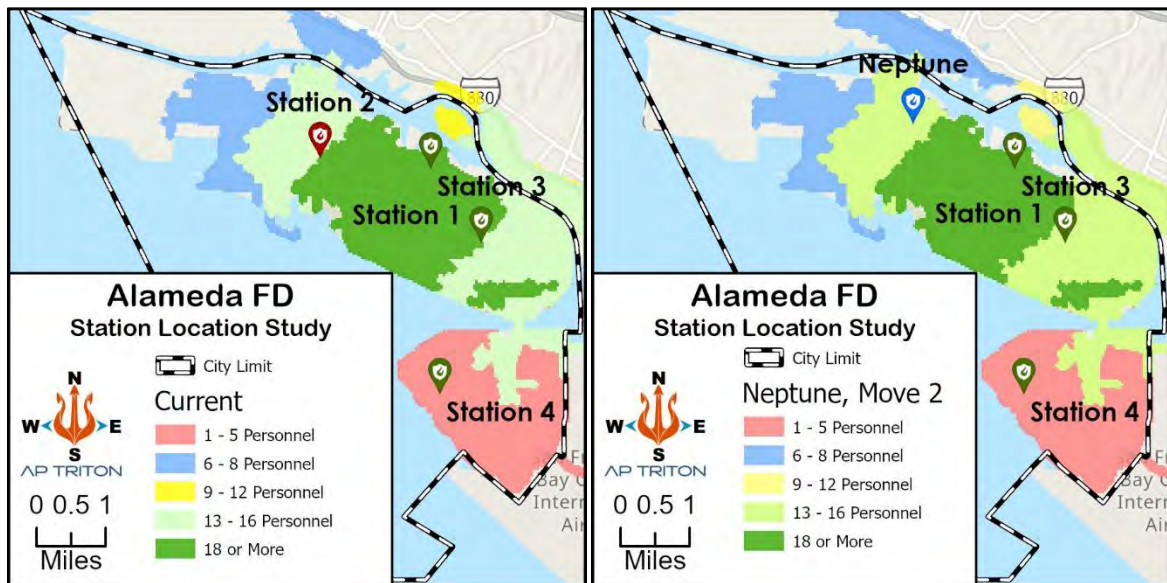 880
Station 2
Station 3
Station 1
Station 4
Alameda FD
Station Location Study
City Limit
Current
1 - 5 Personnel
6 - 8 Personnel
9 - 12 Personnel
13 - 16 Personnel
18 or More
N
W E
S
AP TRITON
0 0.5 1
Miles
Bay
Intern
Neptune
880
Station 3
Station 1
Station 4
Alameda FD
Station Location Study
City Limit
Neptune, Move 2
1 - 5 Personnel
6 - 8 Personnel
9 - 12 Personnel
13 - 16 Personnel
18 or More
N
W E
S
AP TRITON
0 0.5 1
Miles
Bay
Intern